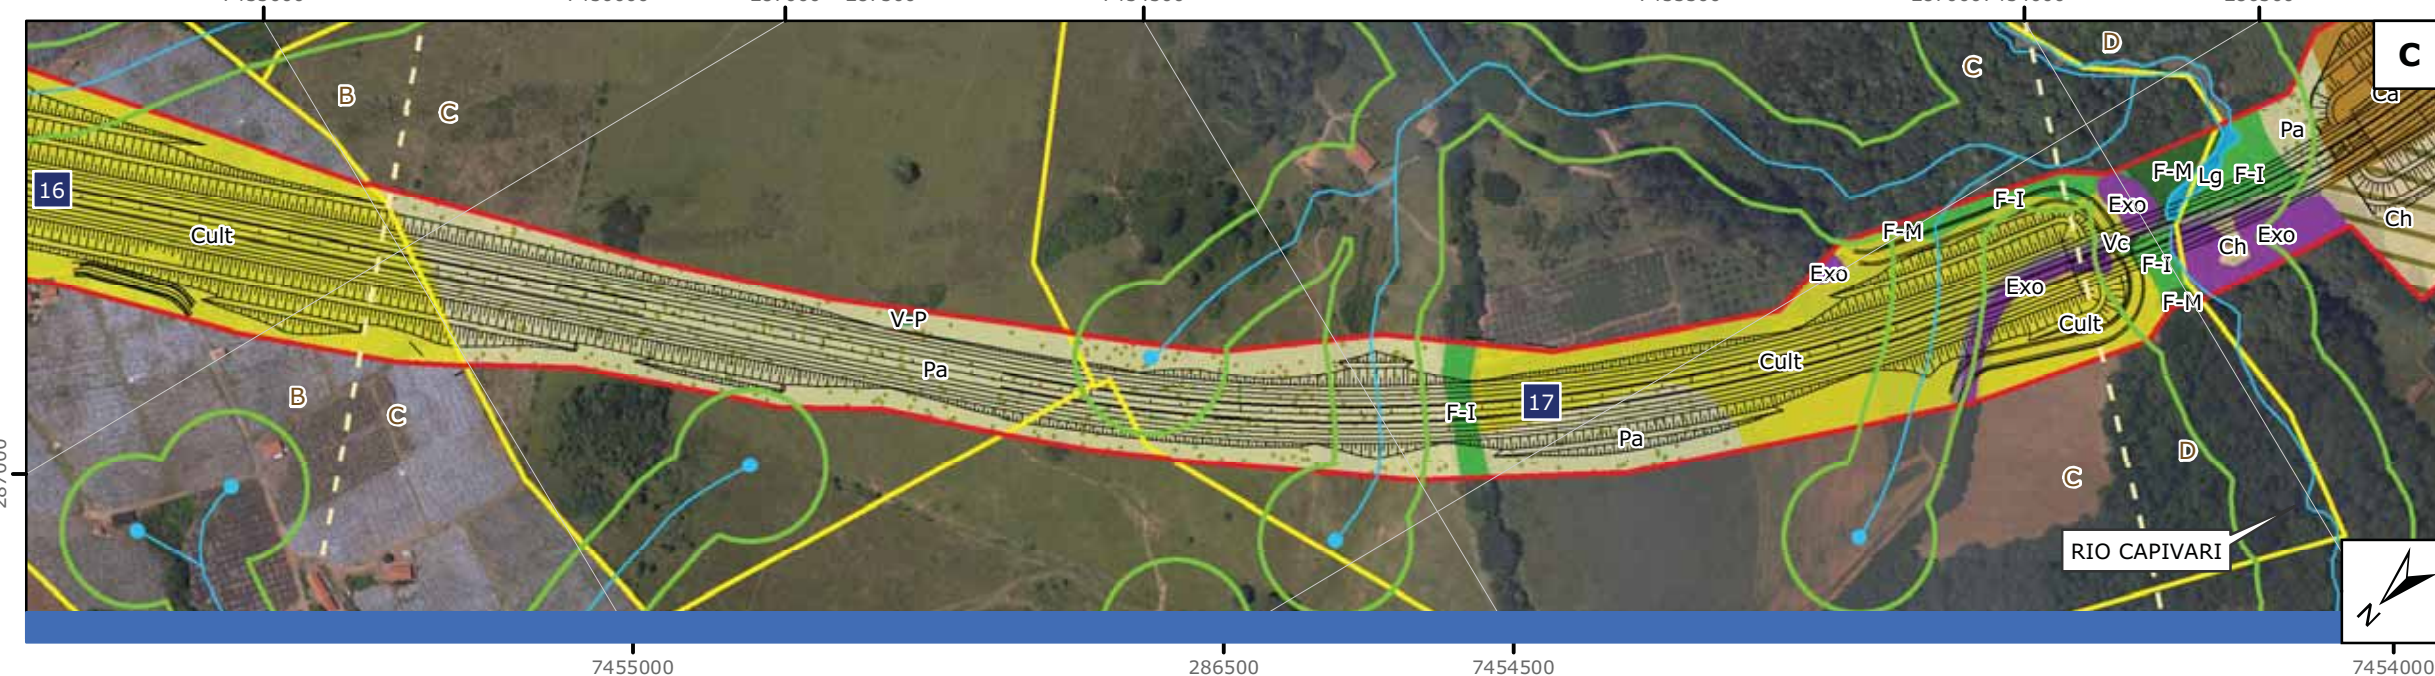 7454500
B
C
D
C
C
Ca
Pa
16
F-M
Lg
F-I
F-I
Exo
Ch
Cult
F-M
Vc
Ch
Exo
F-I
Exo
Exo
F-M
V-P
Cult
Pa
Cult
B
C
17
F-I
Pa
D
C
RIO CAPIVARI
N
7455000
286500
7454500
7454000